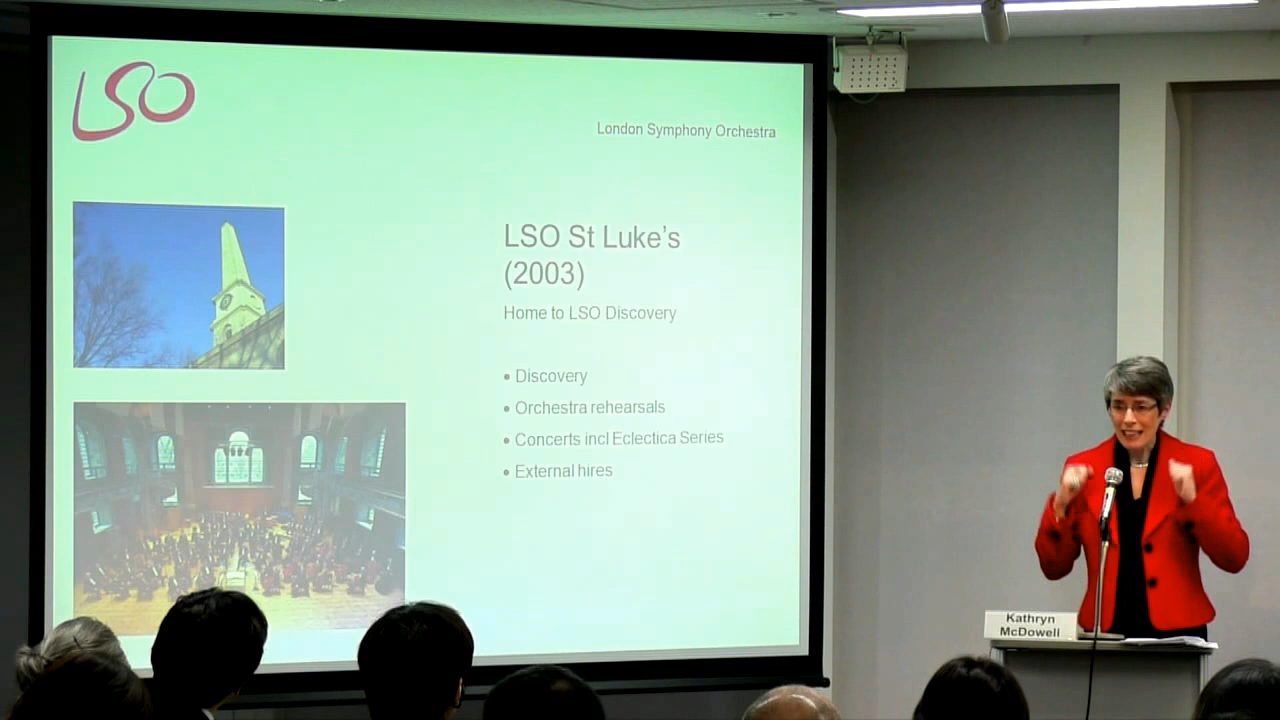 LSO
London Symphony Orchestra
LSO St Luke's
(2003)
Home to LSO Discovery
• Discovery
• Orchestra rehearsals
• Concerts incl Eclectica Series
• External hires
Kathryn
McDowell